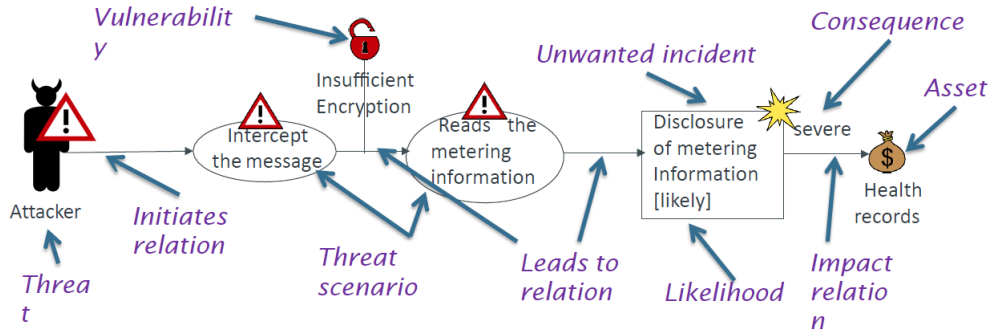 Vulnerabilit
y
Insufficient
Encryption
Unwanted incident
Consequence
Asset
Intercept
the message
Reads the
metering
information
Disclosure
of metering
Information
[likely]
severe
$
Health
records
Attacker
Initiates
relation
Threa
t
Threat
scenario
Leads to
relation
Likelihood
Impact
relatio
n